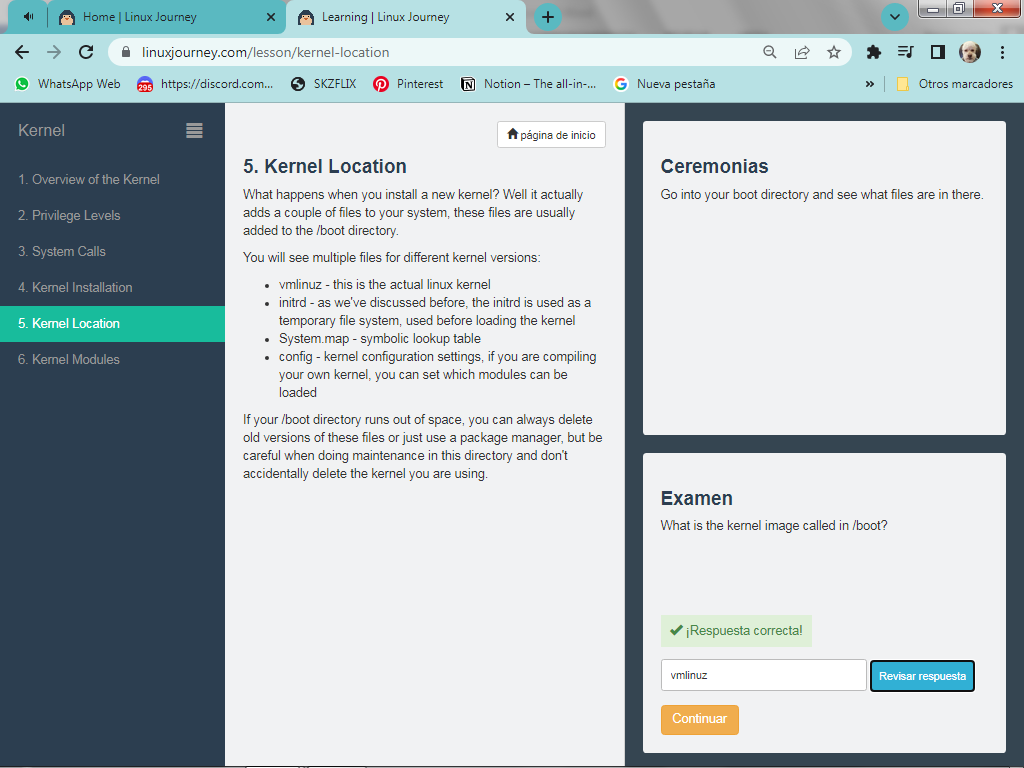 Home | Linux Journey
Learning | Linux Journey
linuxjourney.com/lesson/kernel-location
WhatsApp Web
295
https://discord.com...
SKZFLIX
Pinterest
Notion – The all-in-...
Nueva pestaña
»
Otros marcadores
Kernel
1. Overview of the Kernel
2. Privilege Levels
3. System Calls
4. Kernel Installation
5. Kernel Location
6. Kernel Modules
página de inicio
5. Kernel Location
What happens when you install a new kernel? Well it actually
adds a couple of files to your system, these files are usually
added to the /boot directory.
You will see multiple files for different kernel versions:
• vmlinuz - this is the actual linux kernel
• initrd - as we've discussed before, the initrd is used as a
temporary file system, used before loading the kernel
• System.map - symbolic lookup table
• config - kernel configuration settings, if you are compiling
your own kernel, you can set which modules can be
loaded
If your /boot directory runs out of space, you can always delete
old versions of these files or just use a package manager, but be
careful when doing maintenance in this directory and don't
accidentally delete the kernel you are using.
Ceremonias
Go into your boot directory and see what files are in there.
Examen
What is the kernel image called in /boot?
¡Respuesta correcta!
vmlinuz
Revisar respuesta
Continuar